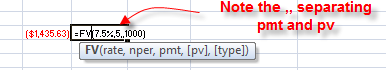 Note the ,, separating
pmt and pv
($1,435.63) =FV(7.5%,5,,1000)
FV(rate, nper, pmt, [pv], [type])